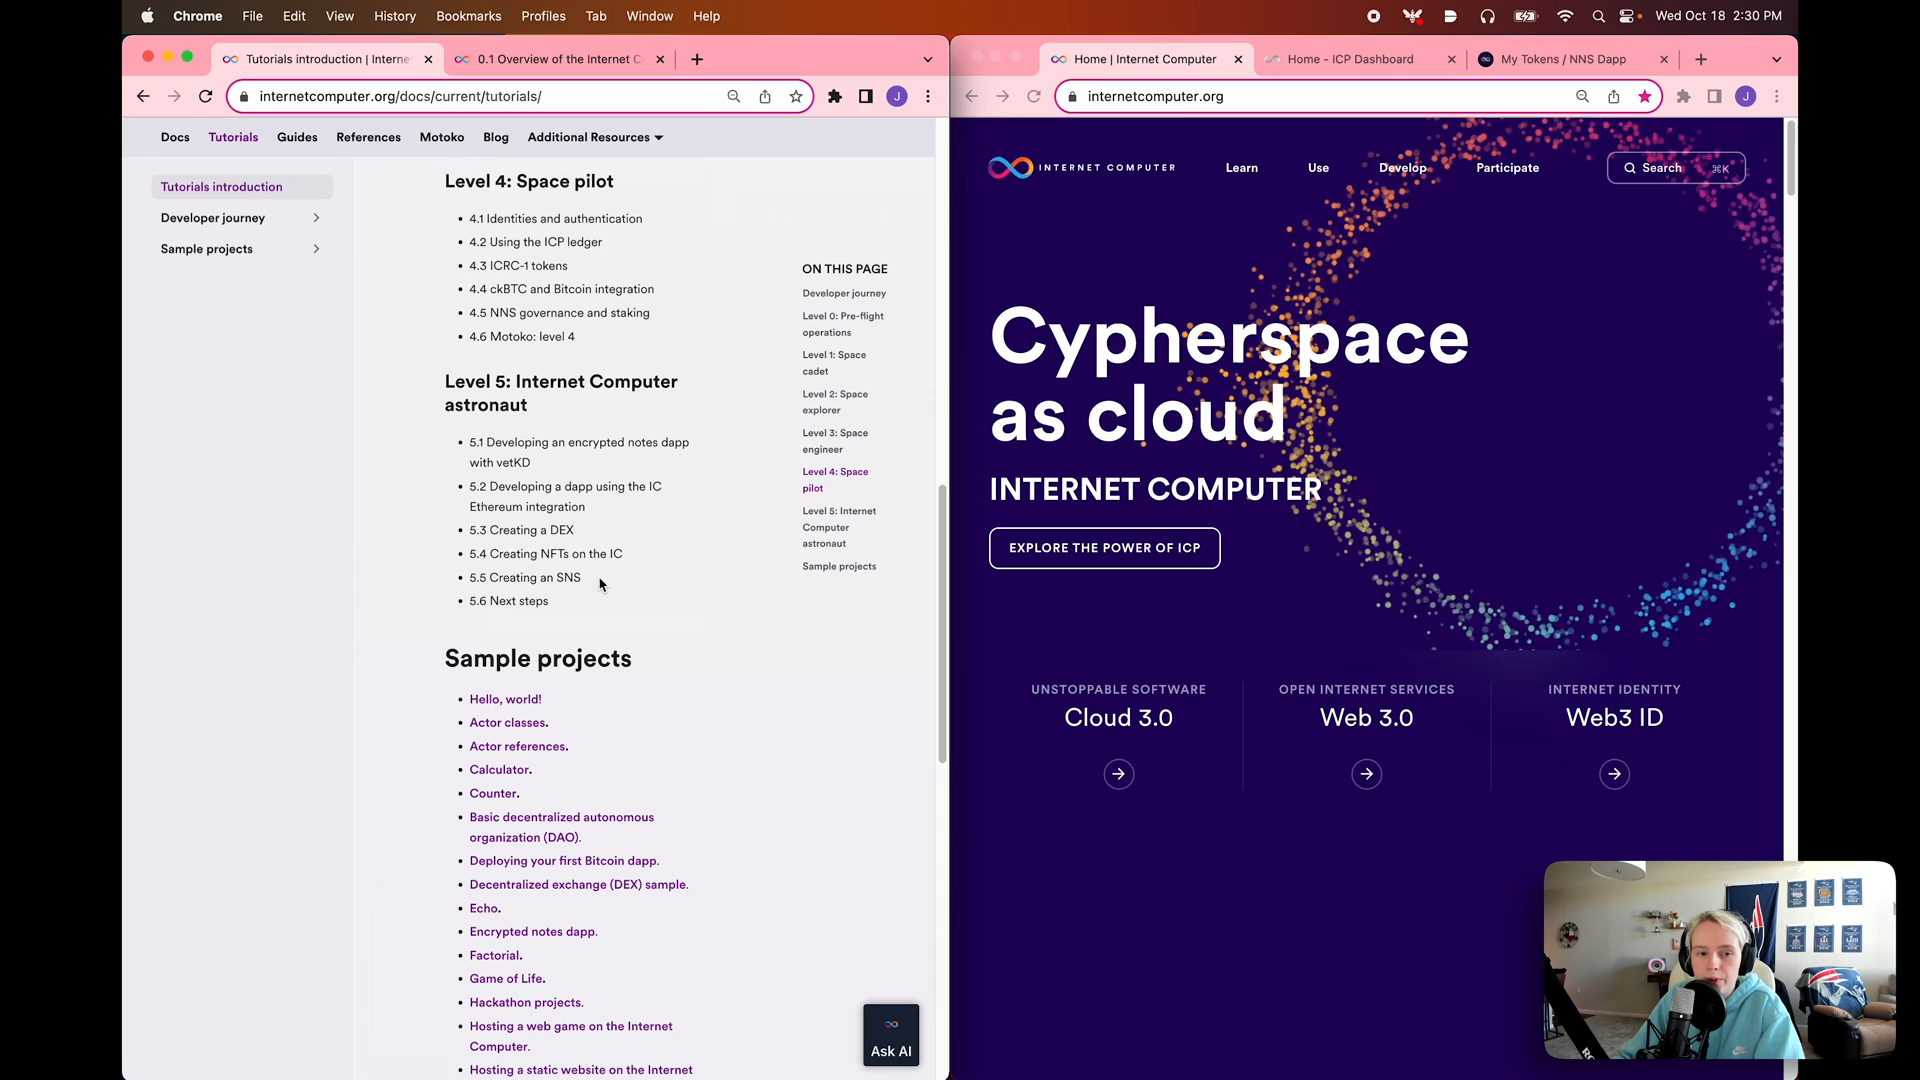 Chrome File Edit View History Bookmarks Profiles Tab Window Help
Wed Oct 18 2:30 PM
Tutorials introduction | Interne
0.1 Overview of the Internet C
internetcomputer.org/docs/current/tutorials/
J
Docs Tutorials Guides References Motoko Blog Additional Resources
Tutorials introduction
Developer journey
Sample projects
Level 4: Space pilot
4.1 Identities and authentication
4.2 Using the ICP ledger
4.3 ICRC-1 tokens
4.4 ckBTC and Bitcoin integration
4.5 NNS governance and staking
4.6 Motoko: level 4
Level 5: Internet Computer
astronaut
5.1 Developing an encrypted notes dapp
with vetKD
5.2 Developing a dapp using the IC
Ethereum integration
5.3 Creating a DEX
5.4 Creating NFTs on the IC
5.5 Creating an SNS
5.6 Next steps
Sample projects
Hello, world!
Actor classes.
Actor references.
Calculator.
Counter.
Basic decentralized autonomous
organization (DAO).
Deploying your first Bitcoin dapp.
Decentralized exchange (DEX) sample.
Echo.
Encrypted notes dapp.
Factorial.
Game of Life.
Hackathon projects.
Hosting a web game on the Internet
Computer.
Hosting a static website on the Internet
ON THIS PAGE
Developer journey
Level 0: Pre-flight
operations
Level 1: Space
cadet
Level 2: Space
explorer
Level 3: Space
engineer
Level 4: Space
pilot
Level 5: Internet
Computer
astronaut
Sample projects
Ask AI
Home | Internet Computer
Home - ICP Dashboard
My Tokens / NNS Dapp
internetcomputer.org
J
INTERNET COMPUTER
Learn Use Develop Participate
Search ⌘K
Cypherspace
as cloud
INTERNET COMPUTER
EXPLORE THE POWER OF ICP
UNSTOPPABLE SOFTWARE
Cloud 3.0
OPEN INTERNET SERVICES
Web 3.0
INTERNET IDENTITY
Web3 ID